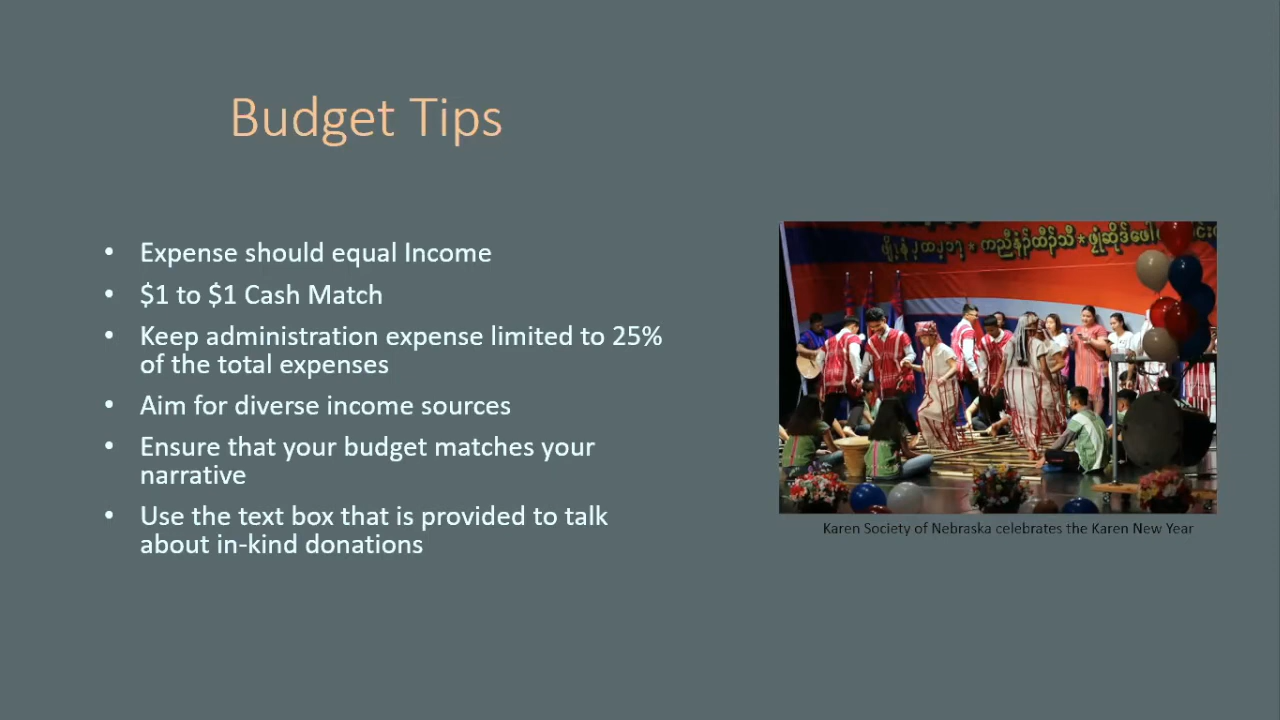 Budget Tips
• Expense should equal Income
• $1 to $1 Cash Match
• Keep administration expense limited to 25%
of the total expenses
• Aim for diverse income sources
• Ensure that your budget matches your
narrative
• Use the text box that is provided to talk
about in-kind donations
Karen Society of Nebraska celebrates the Karen New Year